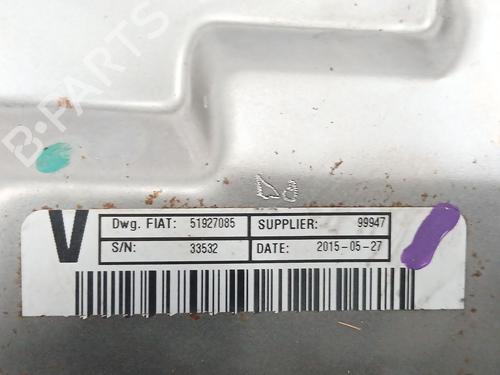 B-PARTS
V
Dwg. FIAT: 51927085 SUPPLIER: 99947
S/N: 33532 DATE: 2015-05-27